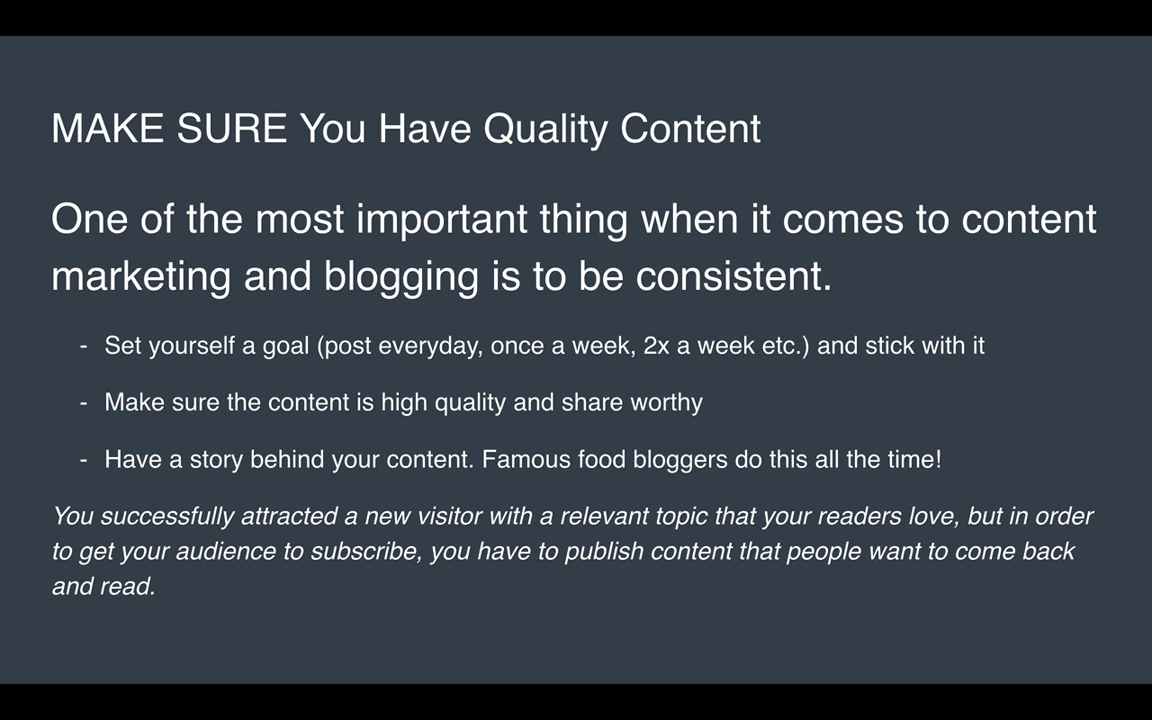 MAKE SURE You Have Quality Content
One of the most important thing when it comes to content
marketing and blogging is to be consistent.
- Set yourself a goal (post everyday, once a week, 2x a week etc.) and stick with it
- Make sure the content is high quality and share worthy
- Have a story behind your content. Famous food bloggers do this all the time!
You successfully attracted a new visitor with a relevant topic that your readers love, but in order
to get your audience to subscribe, you have to publish content that people want to come back
and read.